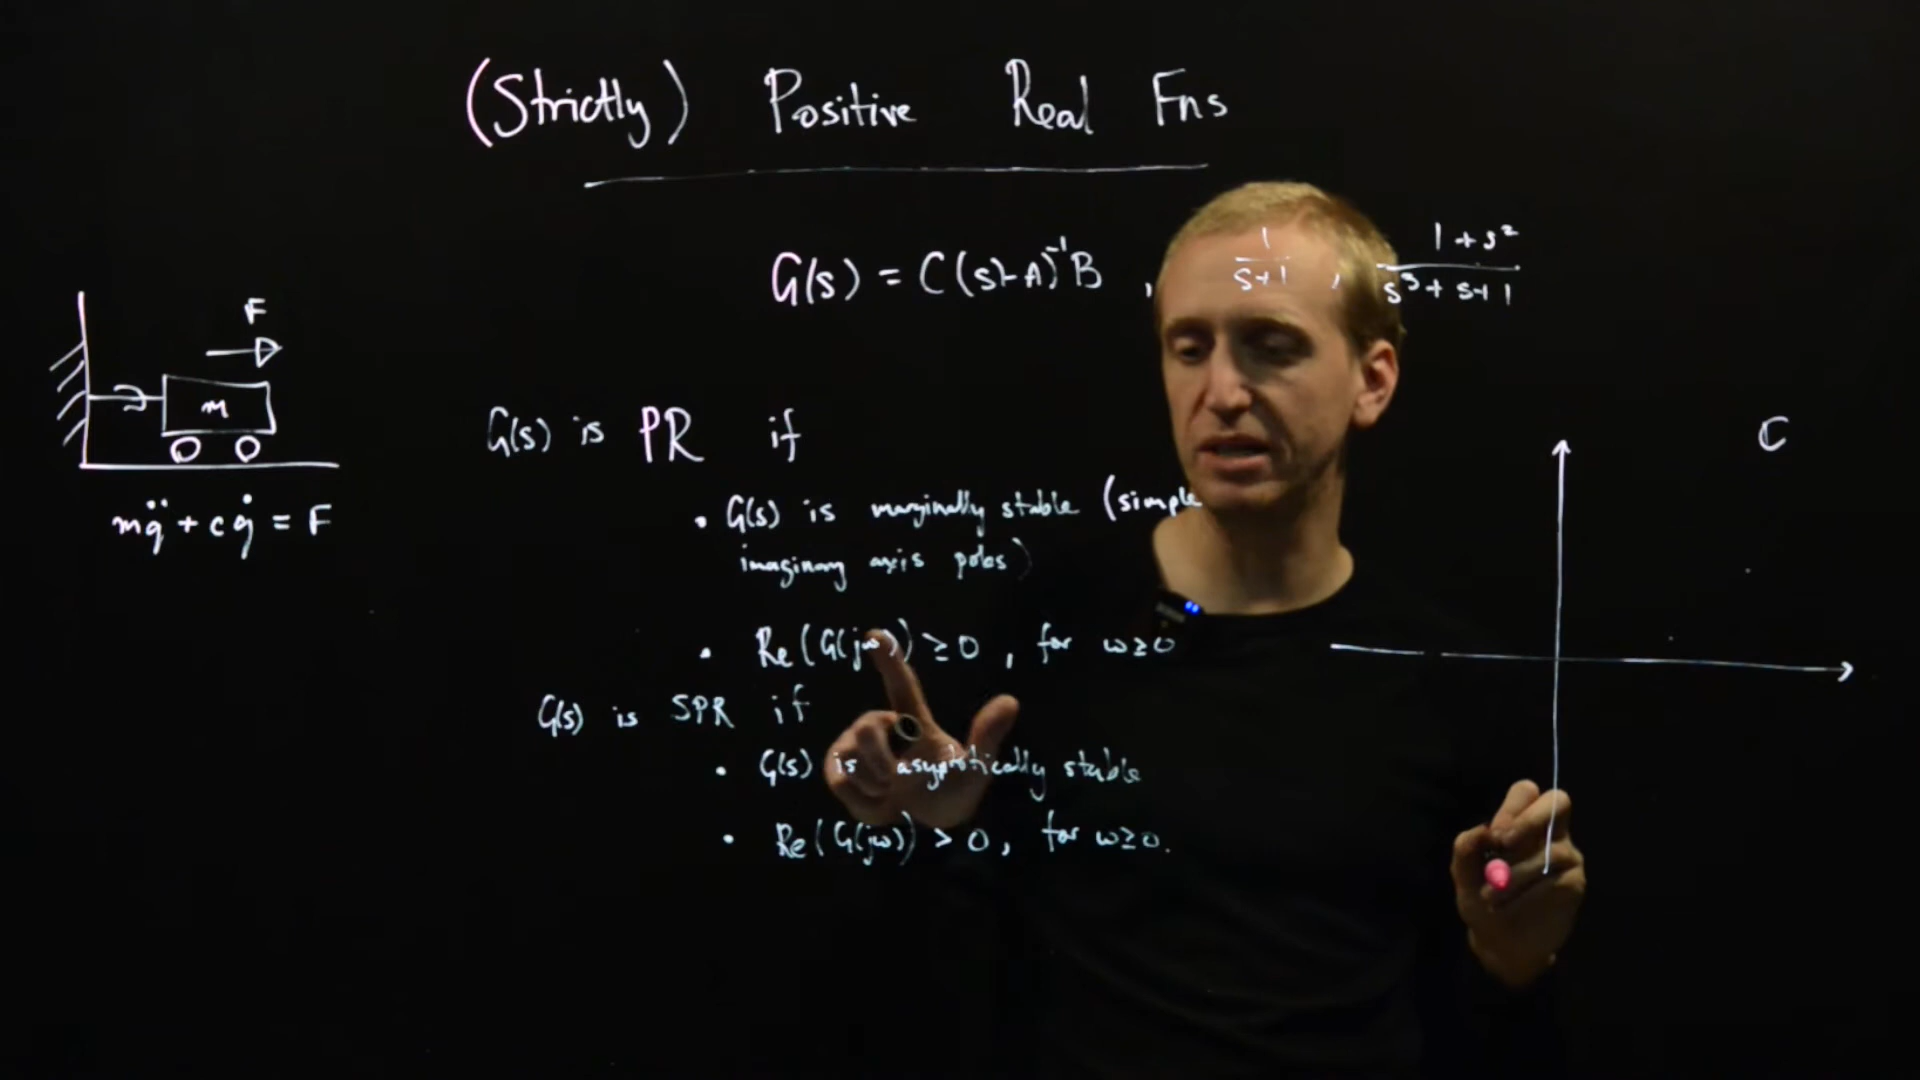 (Strictly) Positive Real Fns
G(s) = C(sI-A)⁻¹B , 1/(s+1) , (1+s²)/(s³+s+1)
F
m
mq̈ + cq̇ = F
G(s) is PR if
• G(s) is marginally stable (simple
imaginary axis poles)
• Re(G(jω)) ≥ 0 , for ω ≥ 0
G(s) is SPR if
• G(s) is asymptotically stable
• Re(G(jω)) > 0 , for ω ≥ 0.
C